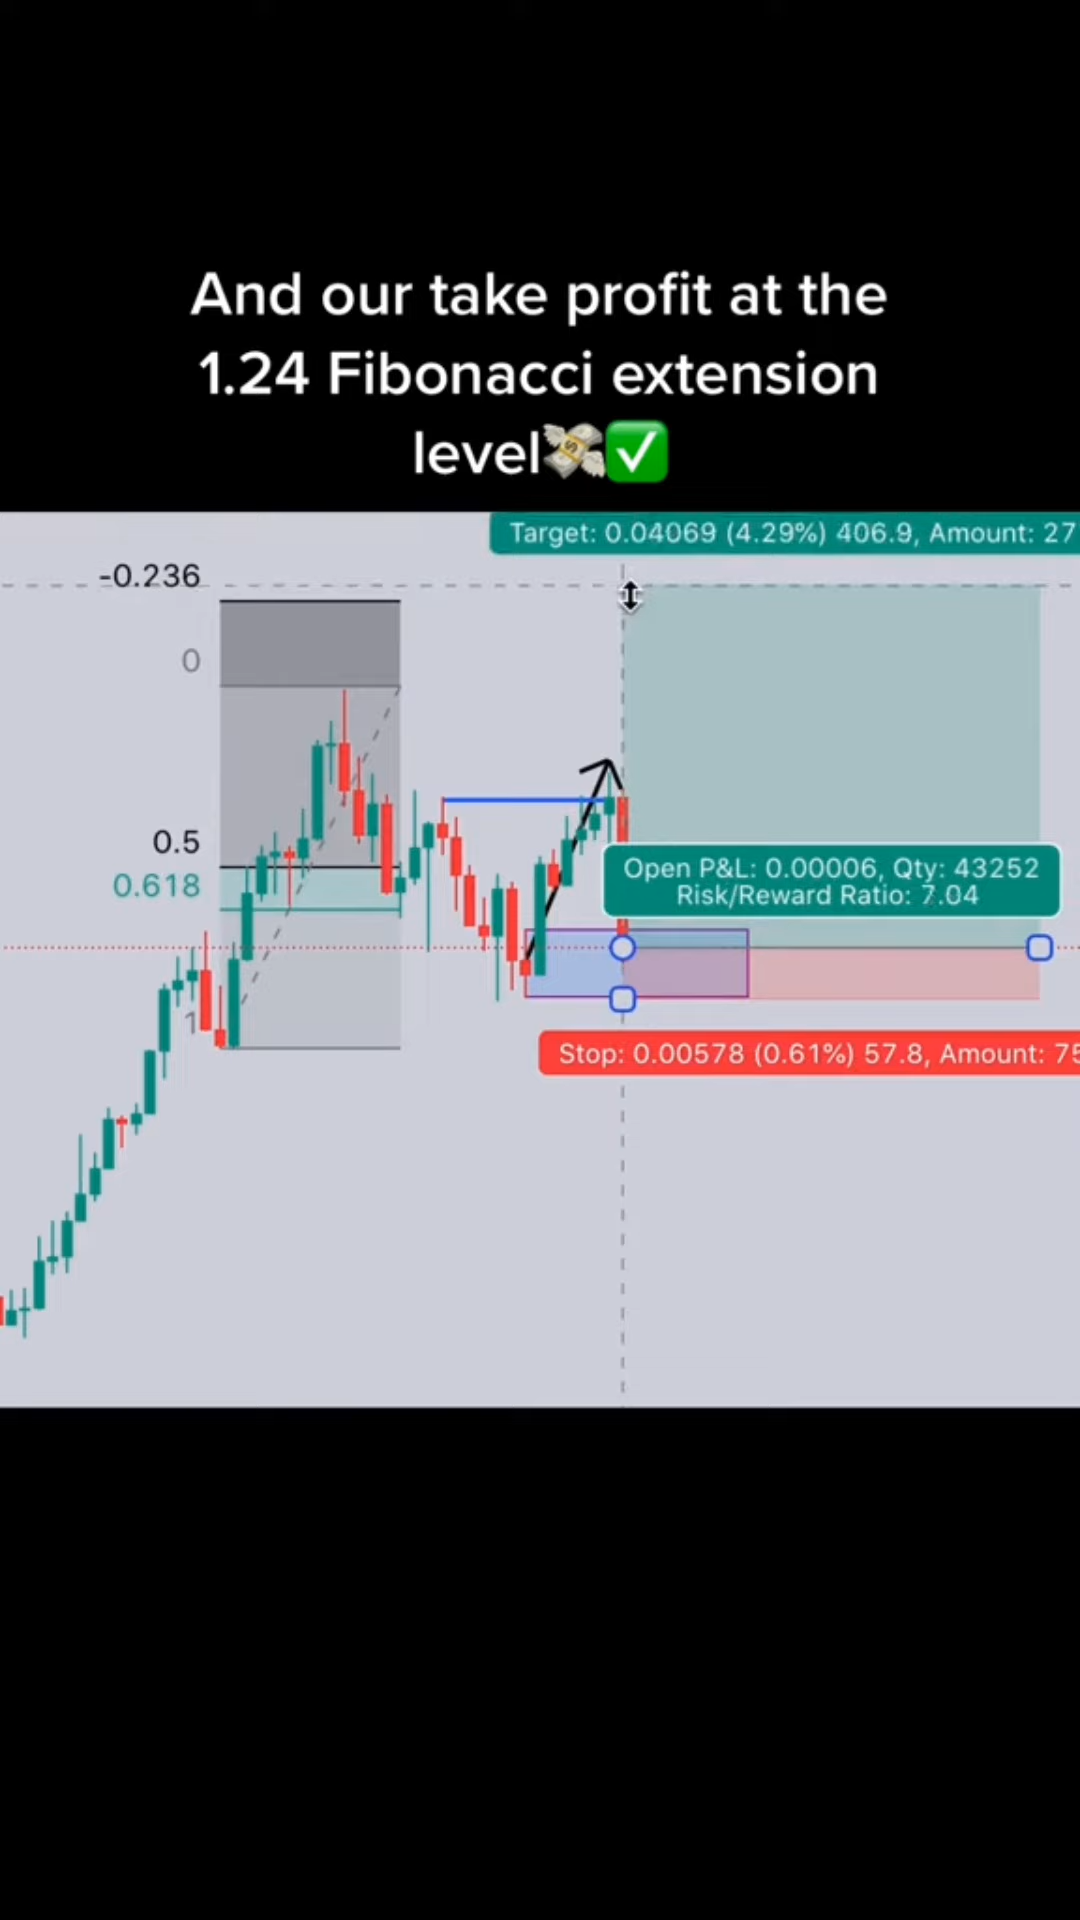 And our take profit at the
1.24 Fibonacci extension
level💸✅
Target: 0.04069 (4.29%) 406.9, Amount: 27
-0.236
0
0.5
0.618
Open P&L: 0.00006, Qty: 43252
Risk/Reward Ratio: 7.04
1
Stop: 0.00578 (0.61%) 57.8, Amount: 75